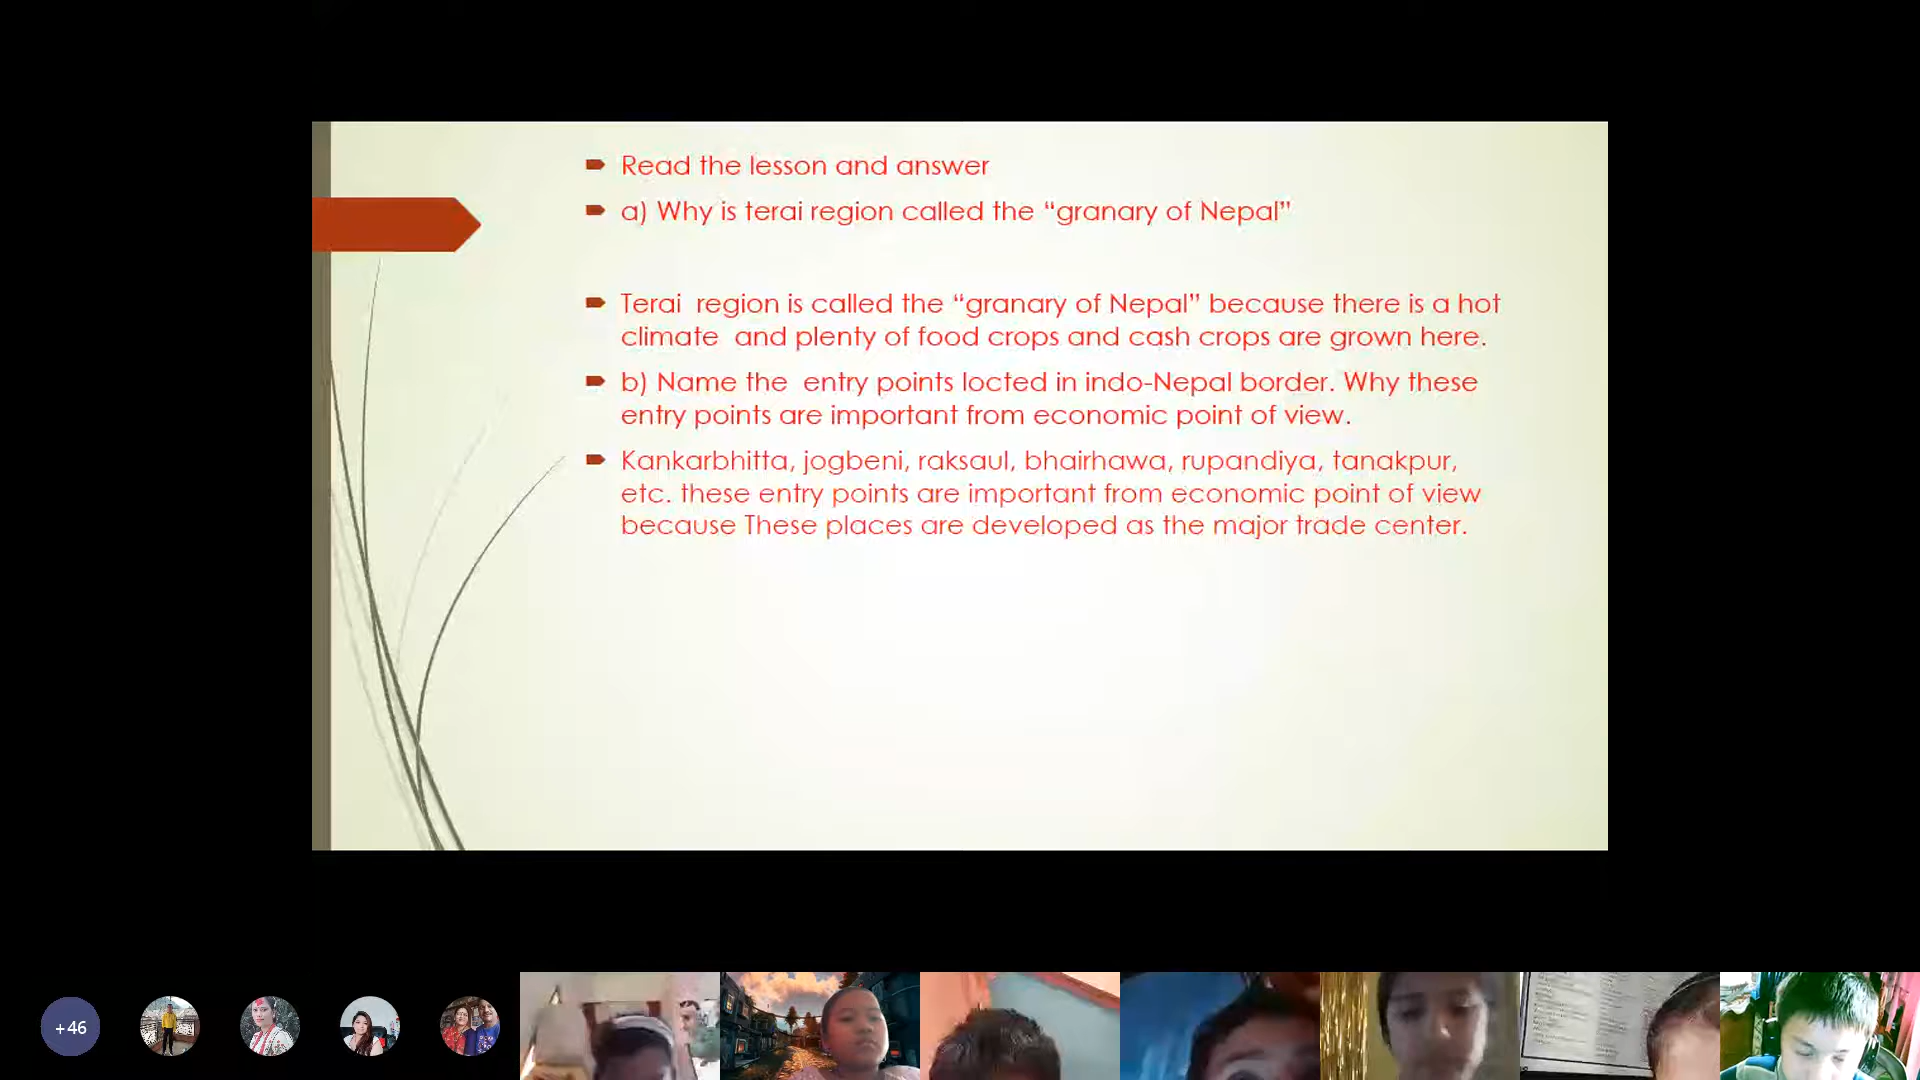 Read the lesson and answer
a) Why is terai region called the “granary of Nepal”
Terai  region is called the “granary of Nepal” because there is a hot
climate  and plenty of food crops and cash crops are grown here.
b) Name the  entry points locted in indo-Nepal border. Why these
entry points are important from economic point of view.
Kankarbhitta, jogbeni, raksaul, bhairhawa, rupandiya, tanakpur,
etc. these entry points are important from economic point of view
because These places are developed as the major trade center.
+46